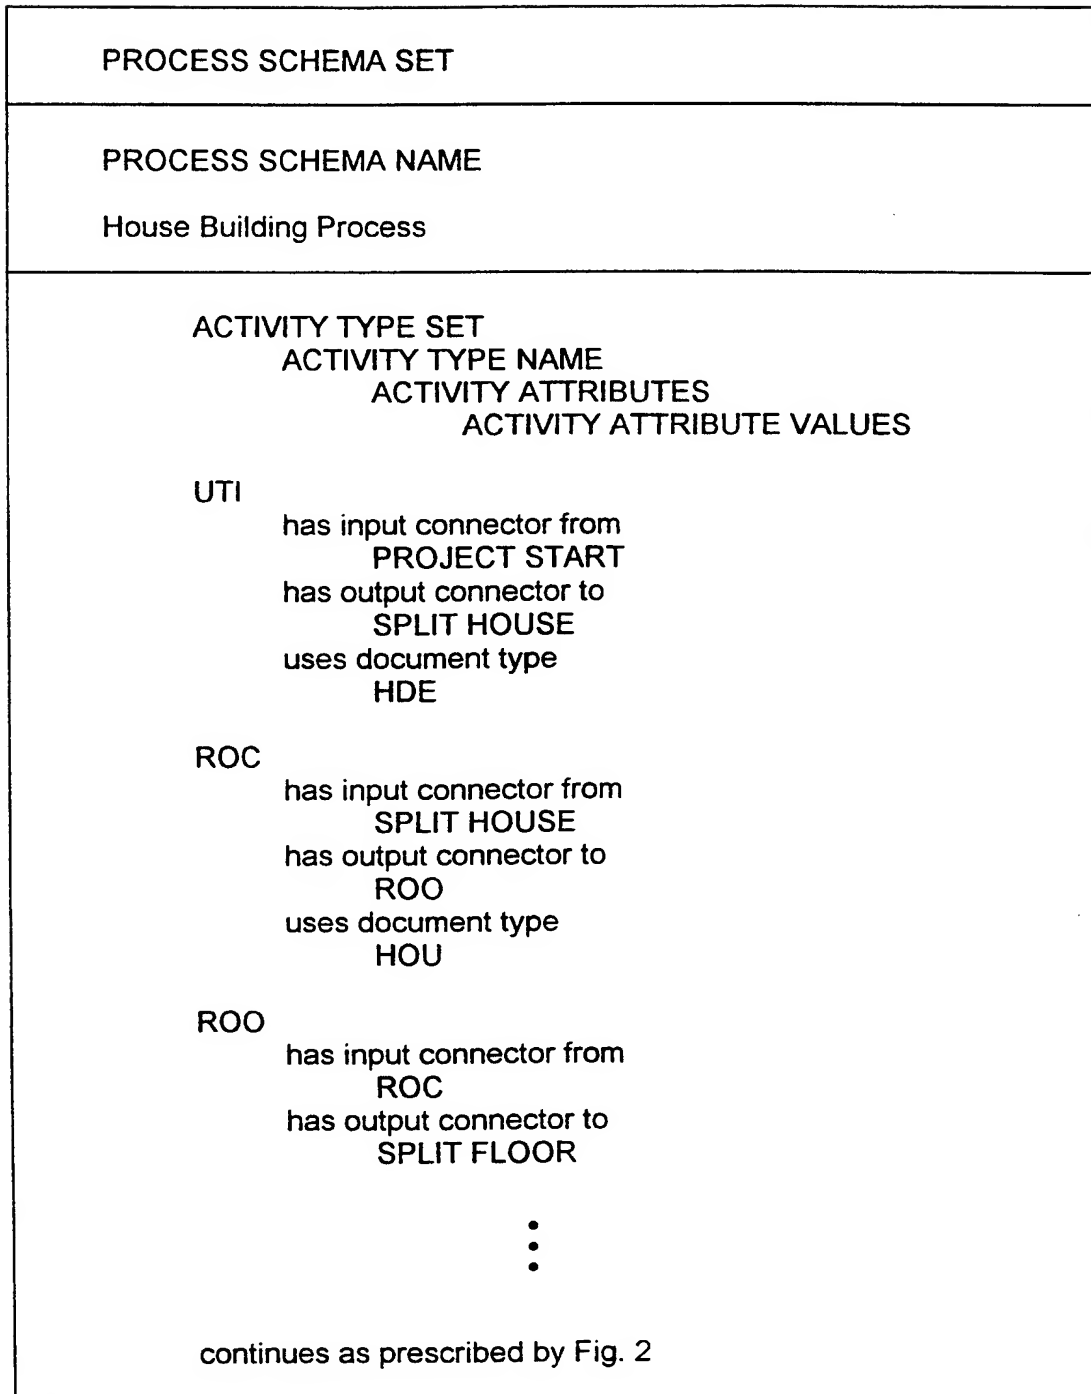 PROCESS SCHEMA SET
PROCESS SCHEMA NAME
House Building Process
ACTIVITY TYPE SET
ACTIVITY TYPE NAME
ACTIVITY ATTRIBUTES
ACTIVITY ATTRIBUTE VALUES
UTI
has input connector from
PROJECT START
has output connector to
SPLIT HOUSE
uses document type
HDE
ROC
has input connector from
SPLIT HOUSE
has output connector to
ROO
uses document type
HOU
ROO
has input connector from
ROC
has output connector to
SPLIT FLOOR
continues as prescribed by Fig. 2